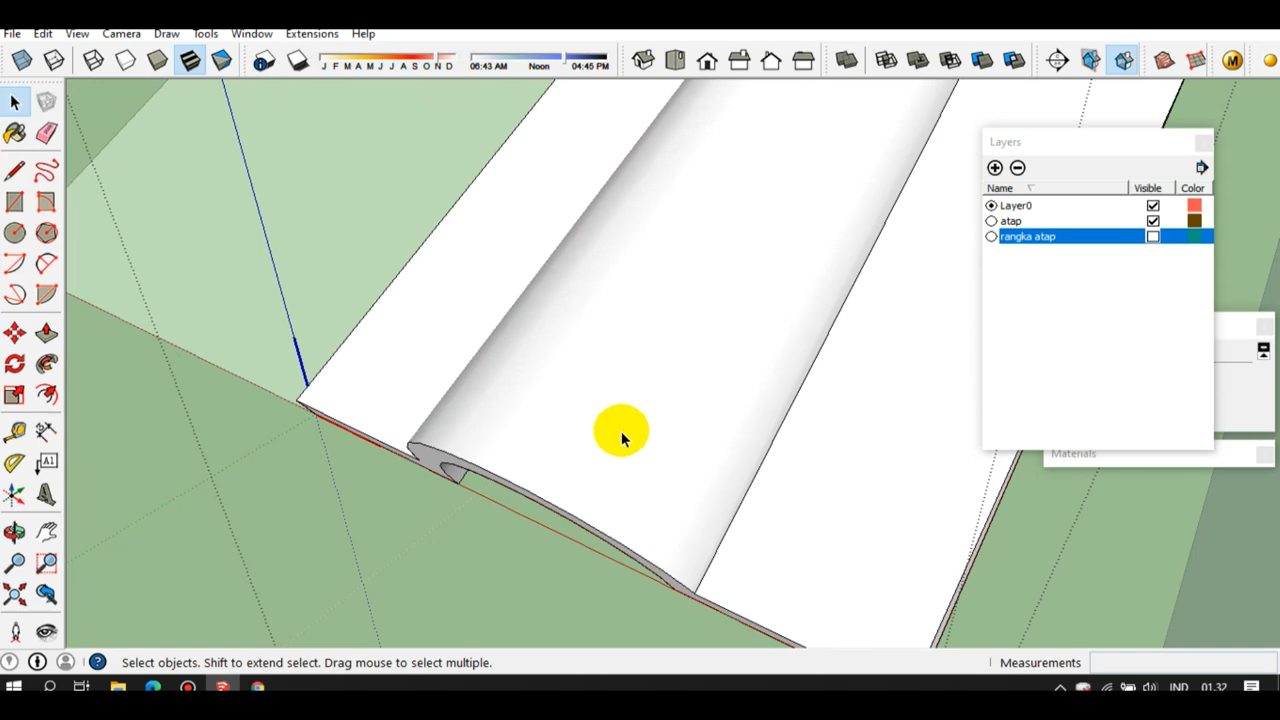 File Edit View Camera Draw Tools Window Extensions Help
J F M A M J J A S O N D 06:43 AM Noon 04:45 PM
M
Layers
Name Visible Color
Layer0
atap
rangka atap
Materials
A1
Select objects. Shift to extend select. Drag mouse to select multiple.
Measurements
IND 01.32